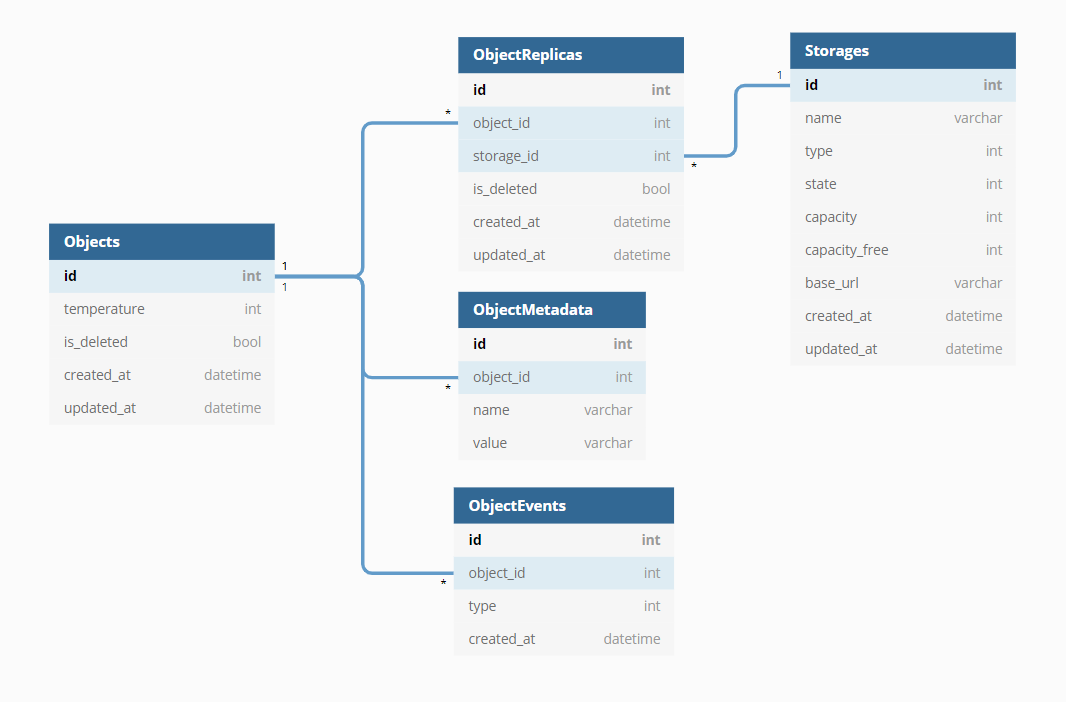 Objects
id int
temperature int
is_deleted bool
created_at datetime
updated_at datetime
1
1
ObjectReplicas
id int
* object_id int
storage_id int *
is_deleted bool
created_at datetime
updated_at datetime
ObjectMetadata
id int
object_id int
*
name varchar
value varchar
ObjectEvents
id int
object_id int
*
type int
created_at datetime
Storages
1
id int
name varchar
type int
state int
capacity int
capacity_free int
base_url varchar
created_at datetime
updated_at datetime